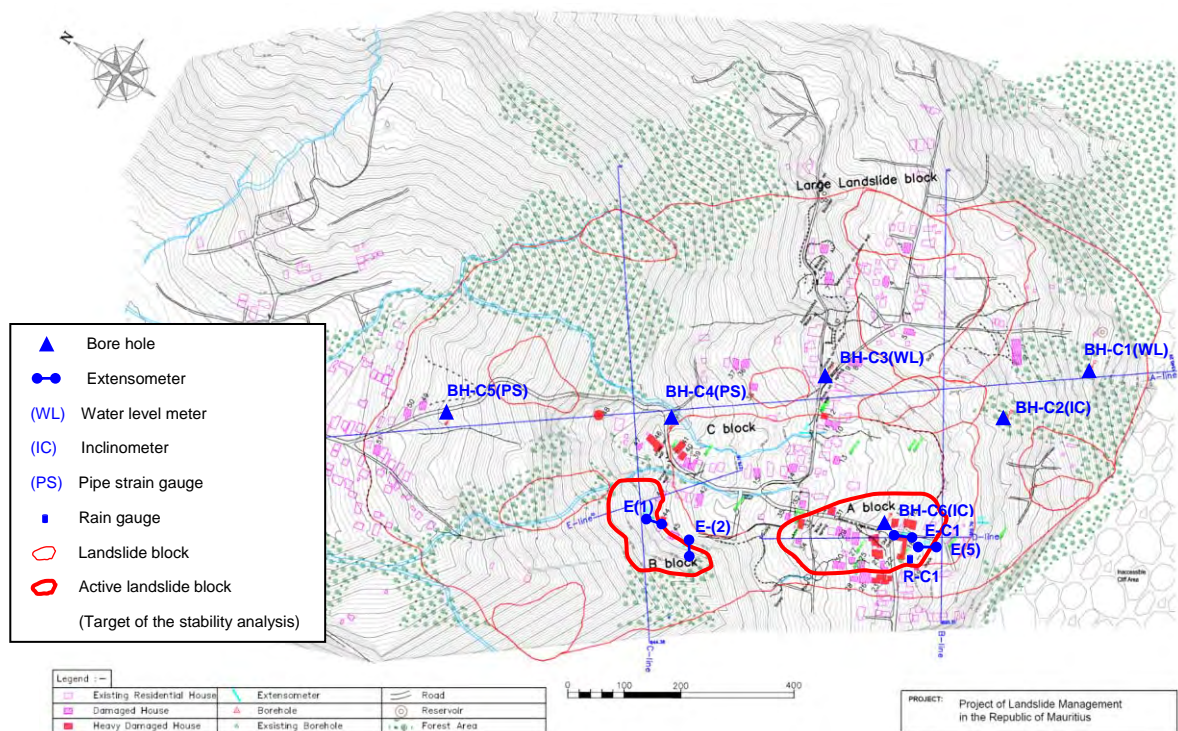 N
Large Landslide block
Bore hole
Extensometer
(WL) Water level meter
(IC) Inclinometer
(PS) Pipe strain gauge
Rain gauge
Landslide block
Active landslide block
(Target of the stability analysis)
BH-C3(WL)
BH-C1(WL)
A-line
BH-C5(PS)
BH-C4(PS)
BH-C2(IC)
C block
E(1)
E-line
E-(2)
A block
BH-C6(IC)
E-C1
D-line
E(5)
B block
R-C1
Inaccessible
Cliff Area
C-line
B-line
Legend :-
Existing Residential House
Extensometer
Road
Damaged House
Borehole
Reservoir
Heavy Damaged House
Exsisting Borehole
Forest Area
0 100 200 400
PROJECT: Project of Landslide Management
in the Republic of Mauritius